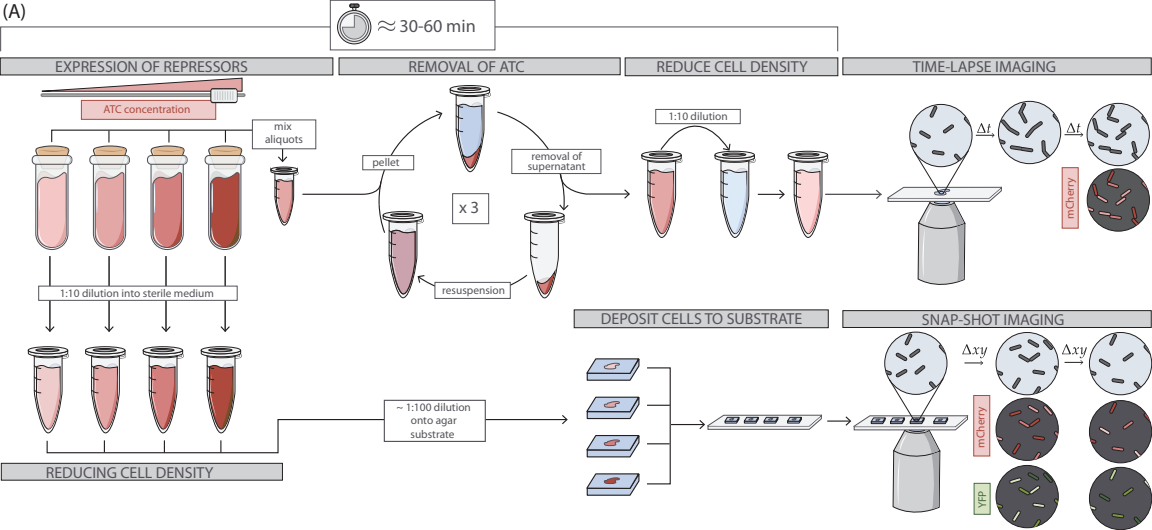 (A)
≈ 30-60 min
EXPRESSION OF REPRESSORS
REMOVAL OF ATC
REDUCE CELL DENSITY
TIME-LAPSE IMAGING
ATC concentration
mix
aliquots
pellet
removal of
supernatant
x 3
resuspension
1:10 dilution
Δt
Δt
mCherry
1:10 dilution into sterile medium
DEPOSIT CELLS TO SUBSTRATE
SNAP-SHOT IMAGING
~ 1:100 dilution
onto agar
substrate
Δxy
Δxy
mCherry
YFP
REDUCING CELL DENSITY